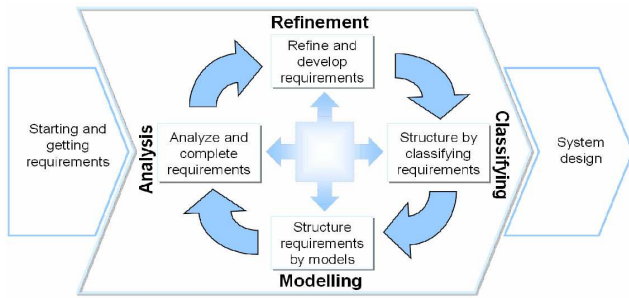 Refinement
Refine and
develop
requirements
Starting and
getting
requirements
Analysis
Analyze and
complete
requirements
Structure by
classifying
requirements
Classifying
System
design
Structure
requirements
by models
Modelling